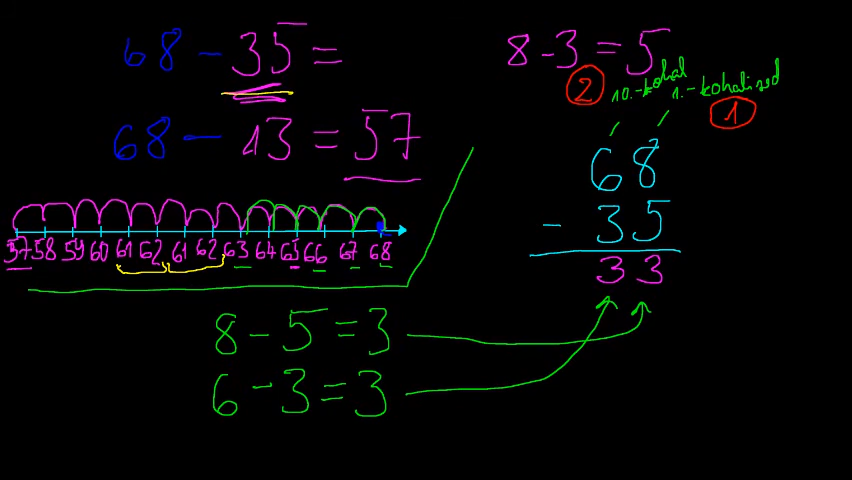 68 - 35 =
68 - 13 = 57
57 58 59 60 61 62 61 62 63 64 65 66 67 68
8 - 5 = 3
6 - 3 = 3
8 - 3 = 5
2 10.-kohal 1.-kohalised
1
68
- 35
33